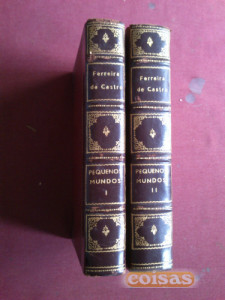 Ferreira
de Castro
PEQUENOS
MUNDOS
I
Ferreira
de Castro
PEQUENOS
MUNDOS
II
coisas